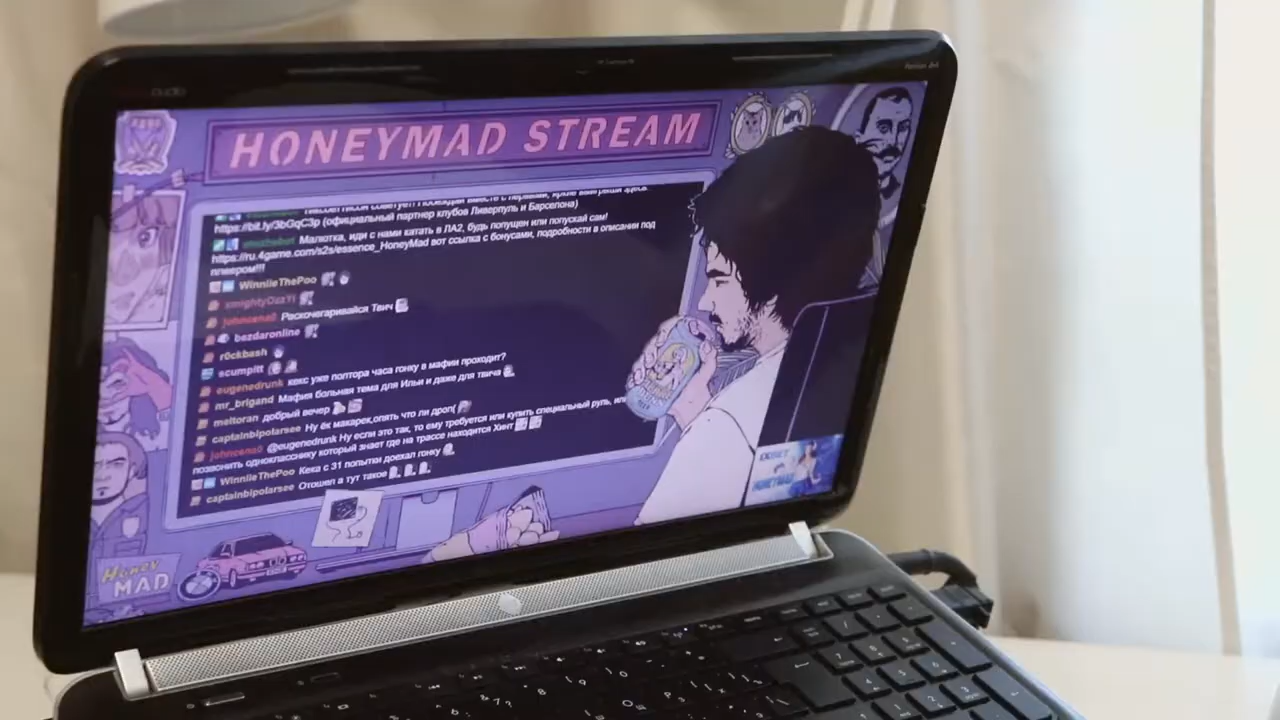 HONEYMAD STREAM
https://bit.ly/3bGqC3p (официальный партнер клубов Ливерпуль и Барселона)
Малютка, иди с нами катать в ЛА2, будь попущен или попускай сам!
https://ru.4game.com/s2s/essence_HoneyMad вот ссылка с бонусами, подробности в описании под
плеером!!!
WinnileThePoo
xmightyOzzYi
johncena0 Раскочегаривайся Твич
bezdaronline
r0ckbash
scumpitt
eugenedrunk кекс уже полтора часа гонку в мафии проходит?
mr_brigand Мафия больная тема для Ильи и даже для твича
meltoran добрый вечер
captainbipolarsee Ну ёк макарек,опять что ли дроп(
johncena0 @eugenedrunk Ну если это так, то ему требуется или купить специальный руль, или
позвонить однокласснику который знает где на трассе находится Хинт
WinnileThePoo Кека с 31 попытки доехал гонку
captainbipolarsee Отошел а тут такое
Honey
MAD